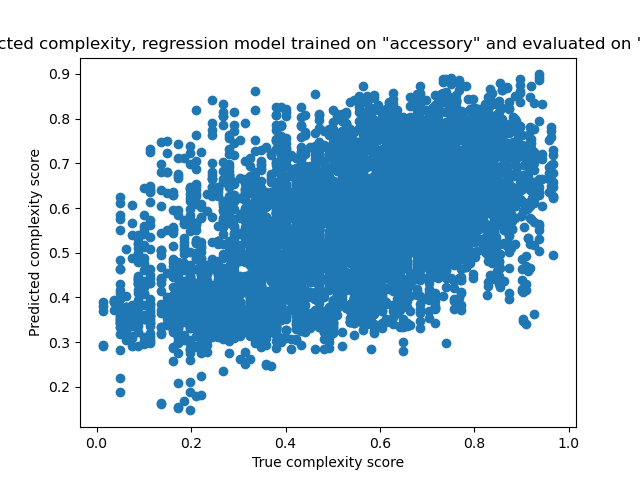 cted complexity, regression model trained on "accessory" and evaluated on "
0.9
0.8
0.7
0.6
0.5
0.4
0.3
0.2
Predicted complexity score
0.0 0.2 0.4 0.6 0.8 1.0
True complexity score